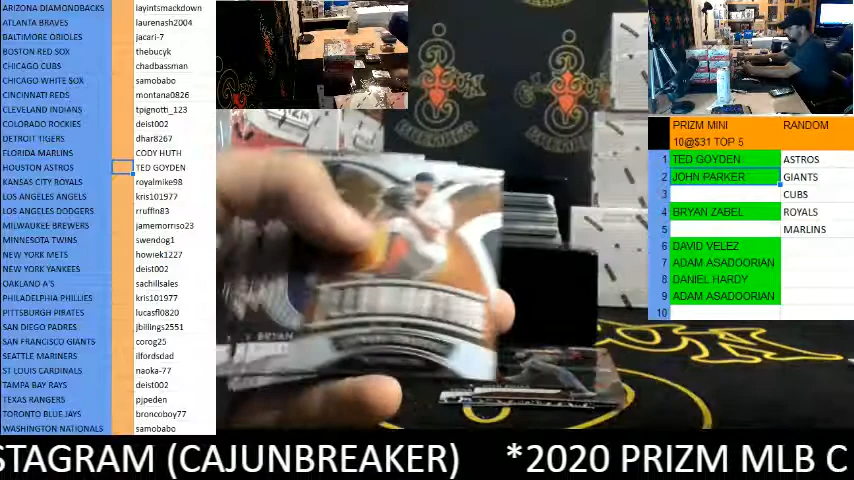 ARIZONA DIAMONDBACKS layintsmackdown
ATLANTA BRAVES laurenash2004
BALTIMORE ORIOLES jacari-7
BOSTON RED SOX thebucyk
CHICAGO CUBS chadbassman
CHICAGO WHITE SOX samobabo
CINCINNATI REDS montana0826
CLEVELAND INDIANS tpignotti_123
COLORADO ROCKIES deist002
DETROIT TIGERS dhar8267
FLORIDA MARLINS CODY HUTH
HOUSTON ASTROS TED GOYDEN
KANSAS CITY ROYALS royalmike98
LOS ANGELES ANGELS kris101977
LOS ANGELES DODGERS rruffin83
MILWAUKEE BREWERS jamemorriso23
MINNESOTA TWINS swendog1
NEW YORK METS howiek1227
NEW YORK YANKEES deist002
OAKLAND A'S sachillsales
PHILADELPHIA PHILLIES kris101977
PITTSBURGH PIRATES lucasfl0820
SAN DIEGO PADRES jbillings2551
SAN FRANCISCO GIANTS corog25
SEATTLE MARINERS ilfordsdad
ST LOUIS CARDINALS naoka-77
TAMPA BAY RAYS deist002
TEXAS RANGERS pjpeden
TORONTO BLUE JAYS broncoboy77
WASHINGTON NATIONALS samobabo
BRYAN
PRIZM MINI RANDOM
10@$31 TOP 5
1 TED GOYDEN ASTROS
2 JOHN PARKER GIANTS
3 CUBS
4 BRYAN ZABEL ROYALS
5 MARLINS
6 DAVID VELEZ
7 ADAM ASADOORIAN
8 DANIEL HARDY
9 ADAM ASADOORIAN
10
STAGRAM (CAJUNBREAKER) *2020 PRIZM MLB C